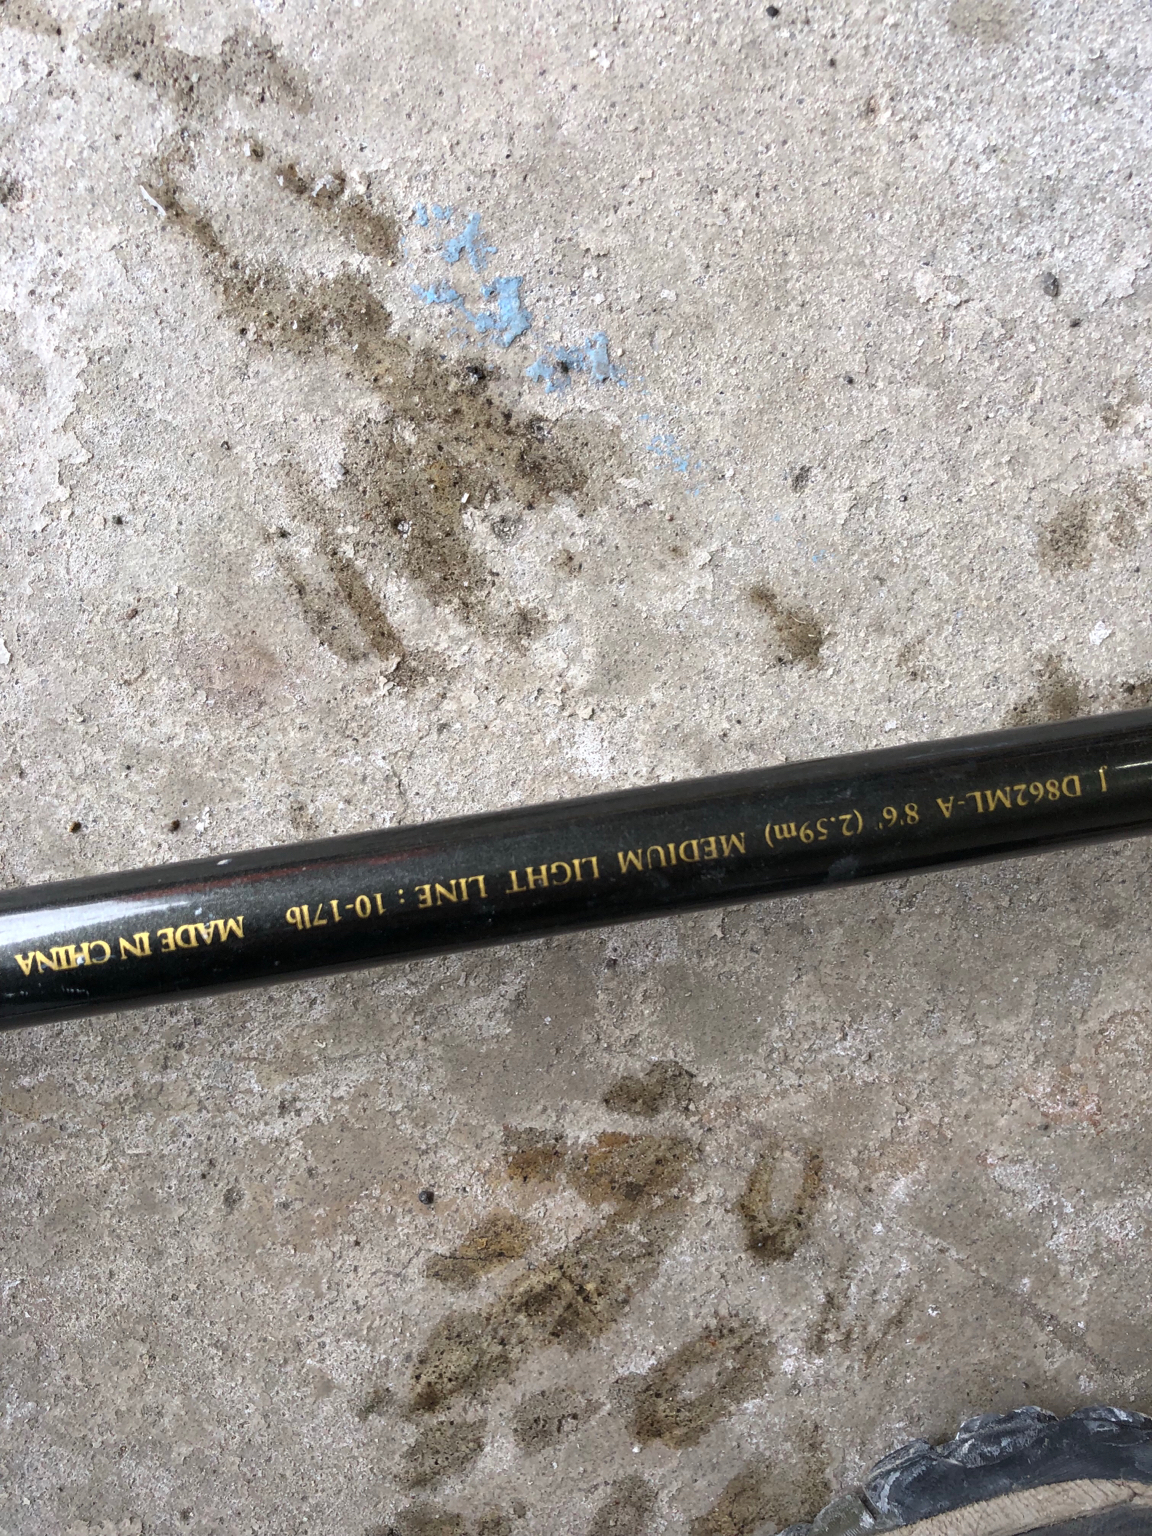 D862ML-A 8'6" (2.59m) MEDIUM LIGHT LINE : 10-17lb MADE IN CHINA